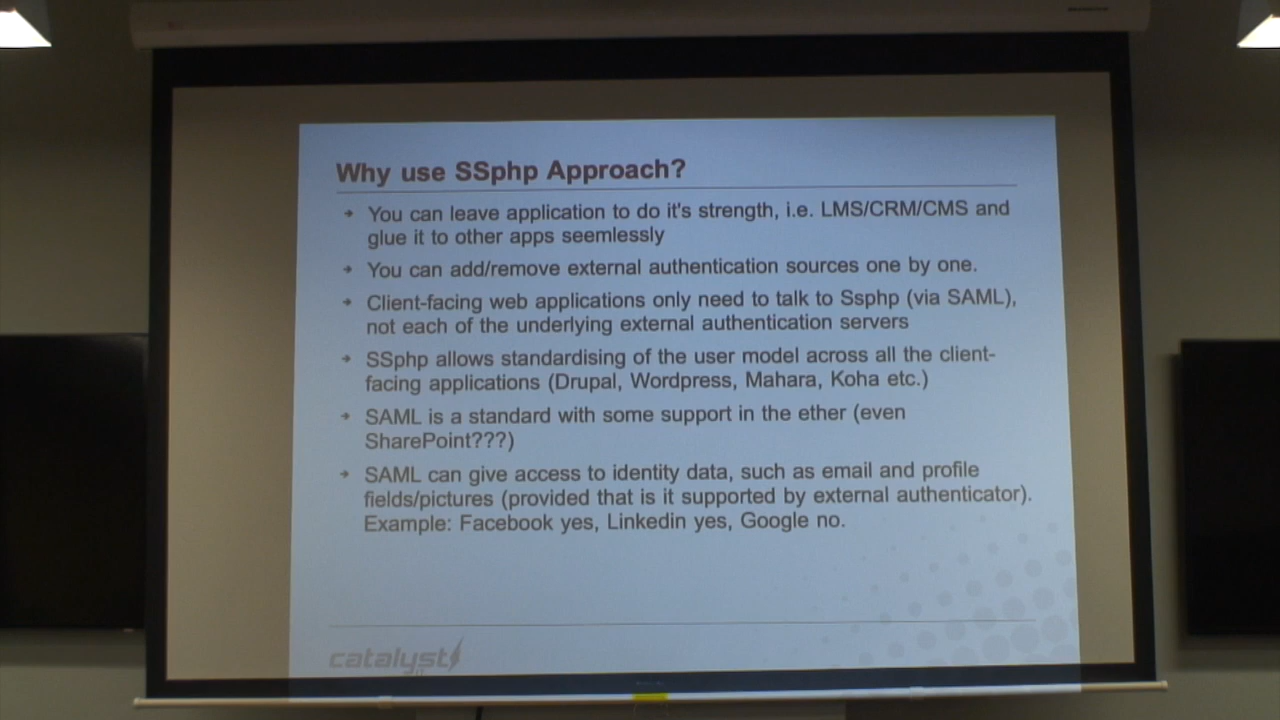 Why use SSphp Approach?
You can leave application to do it's strength, i.e. LMS/CRM/CMS and
glue it to other apps seemlessly
You can add/remove external authentication sources one by one.
Client-facing web applications only need to talk to Ssphp (via SAML),
not each of the underlying external authentication servers
SSphp allows standardising of the user model across all the client-
facing applications (Drupal, Wordpress, Mahara, Koha etc.)
SAML is a standard with some support in the ether (even
SharePoint???)
SAML can give access to identity data, such as email and profile
fields/pictures (provided that is it supported by external authenticator).
Example: Facebook yes, Linkedin yes, Google no.
catalyst